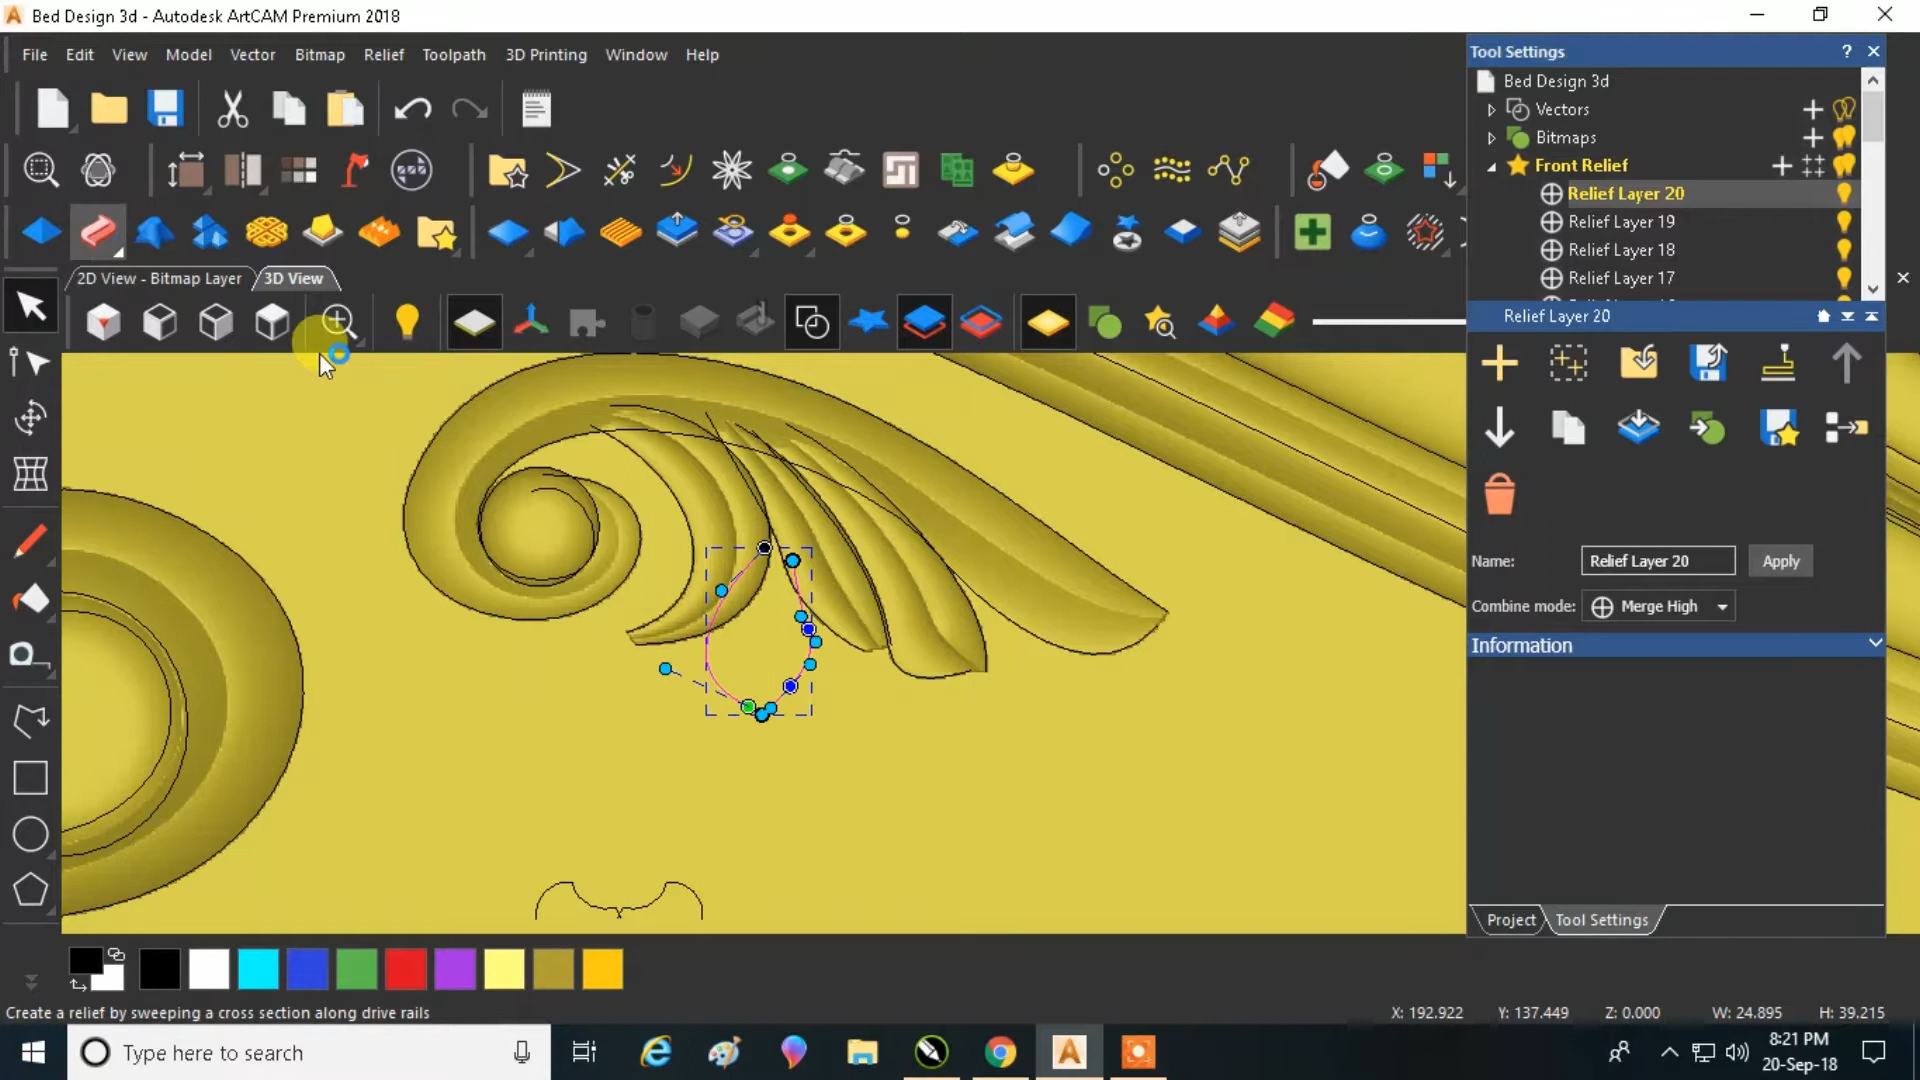 Bed Design 3d - Autodesk ArtCAM Premium 2018
File Edit View Model Vector Bitmap Relief Toolpath 3D Printing Window Help
Tool Settings ?
Bed Design 3d
Vectors
Bitmaps
Front Relief
Relief Layer 20
Relief Layer 19
Relief Layer 18
Relief Layer 17
2D View - Bitmap Layer 3D View
Relief Layer 20
Name: Relief Layer 20 Apply
Combine mode: Merge High
Information
Project Tool Settings
Create a relief by sweeping a cross section along drive rails
X: 192.922 Y: 137.449 Z: 0.000 W: 24.895 H: 39.215
Type here to search
8:21 PM
20-Sep-18